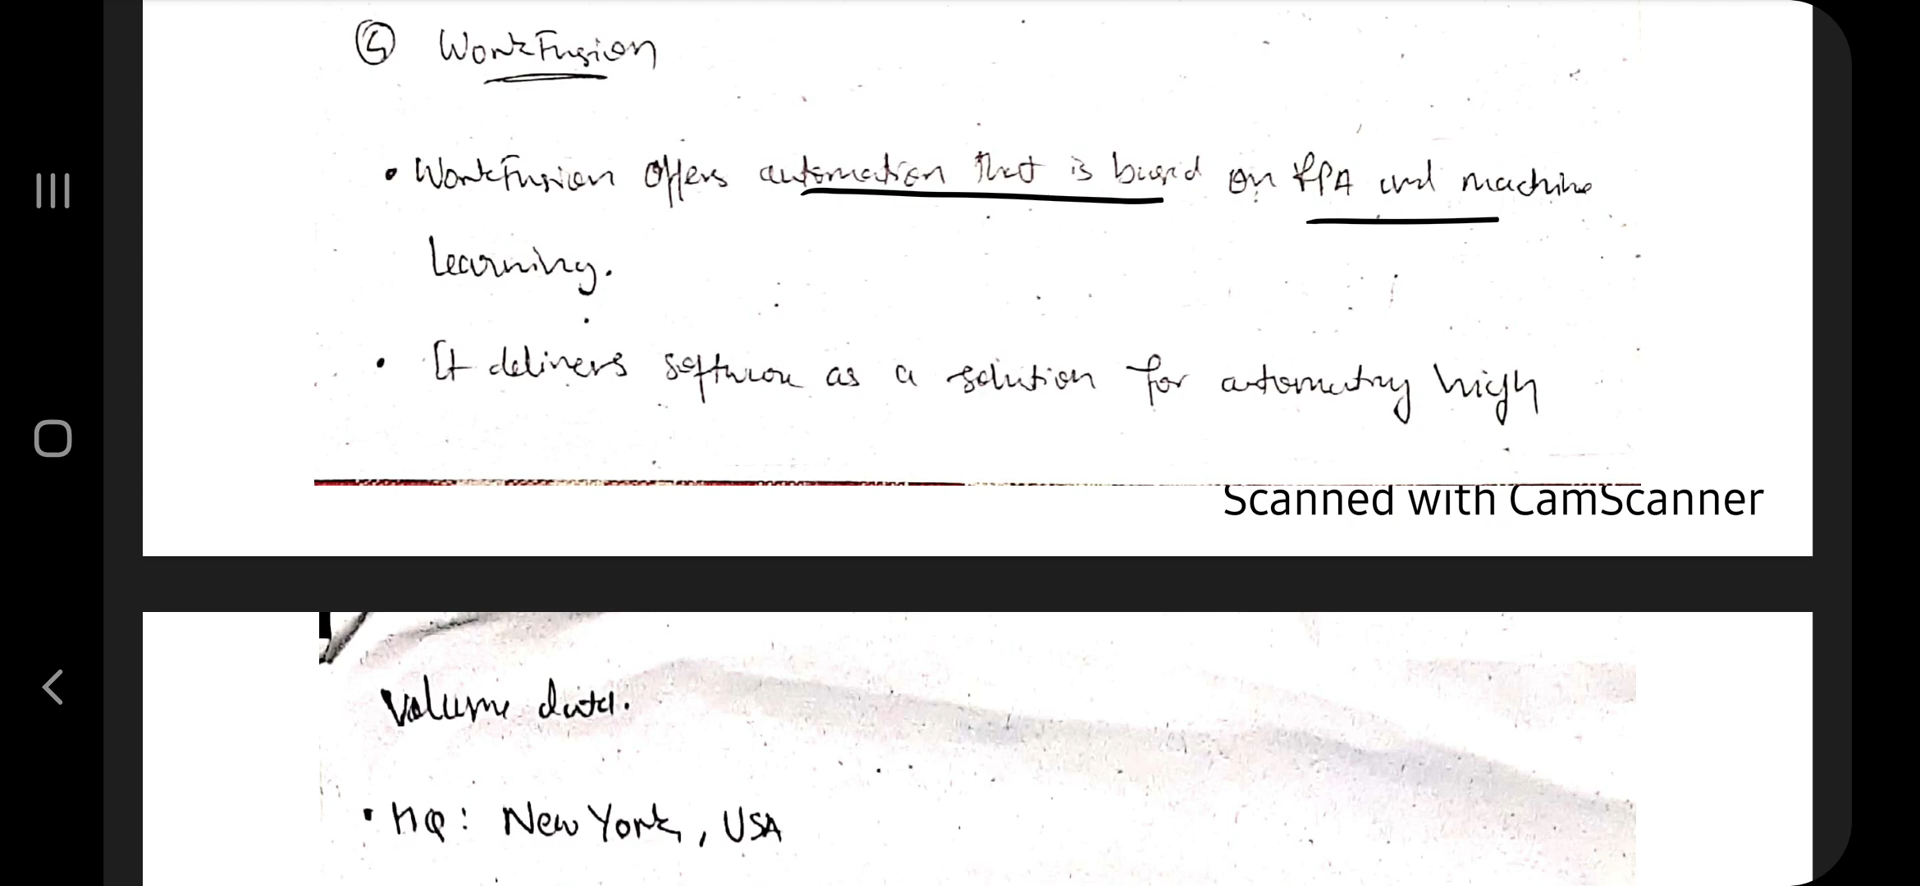 ④ WorkFusion
• WorkFusion offers automation that is based on RPA and machine
learning.
• It delivers software as a solution for automating high
Scanned with CamScanner
Volume data.
• HQ: New York, USA